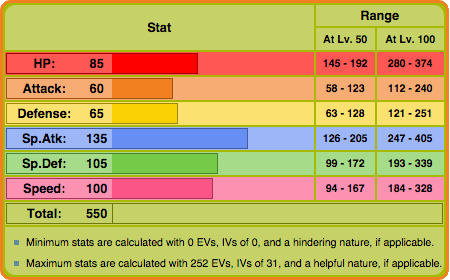 Stat Range
At Lv. 50 At Lv. 100
HP: 85 145 - 192 280 - 374
Attack: 60 58 - 123 112 - 240
Defense: 65 63 - 128 121 - 251
Sp.Atk: 135 126 - 205 247 - 405
Sp.Def: 105 99 - 172 193 - 339
Speed: 100 94 - 167 184 - 328
Total: 550
Minimum stats are calculated with 0 EVs, IVs of 0, and a hindering nature, if applicable.
Maximum stats are calculated with 252 EVs, IVs of 31, and a helpful nature, if applicable.